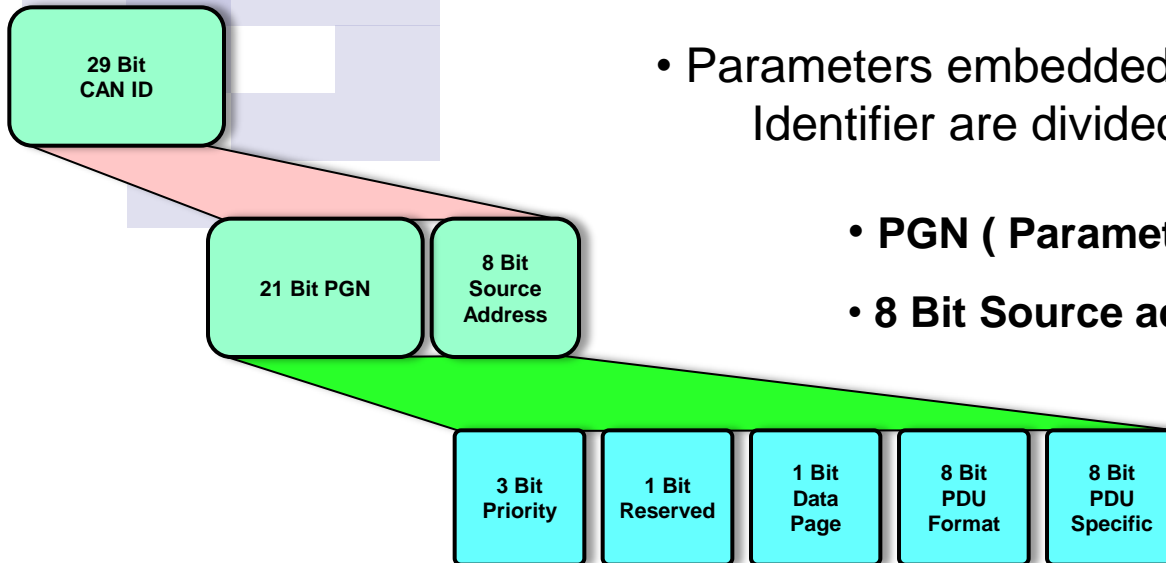 29 Bit
CAN ID
• Parameters embedded
Identifier are divided
• PGN ( Paramet
• 8 Bit Source a
21 Bit PGN
8 Bit
Source
Address
3 Bit
Priority
1 Bit
Reserved
1 Bit
Data
Page
8 Bit
PDU
Format
8 Bit
PDU
Specific